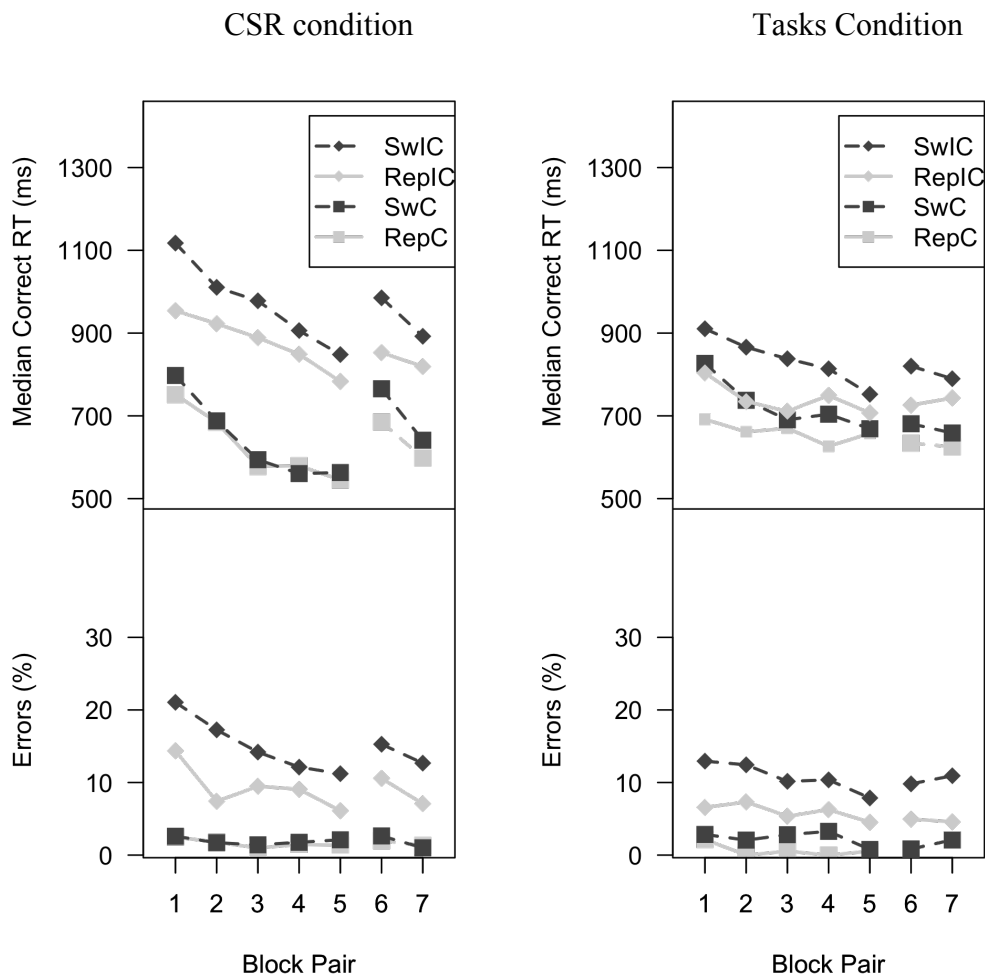 CSR condition
Tasks Condition
Median Correct RT (ms)
1300
1100
900
700
500
SwIC
RepIC
SwC
RepC
Errors (%)
30
20
10
0
1 2 3 4 5 6 7
Block Pair
Median Correct RT (ms)
1300
1100
900
700
500
SwIC
RepIC
SwC
RepC
Errors (%)
30
20
10
0
1 2 3 4 5 6 7
Block Pair